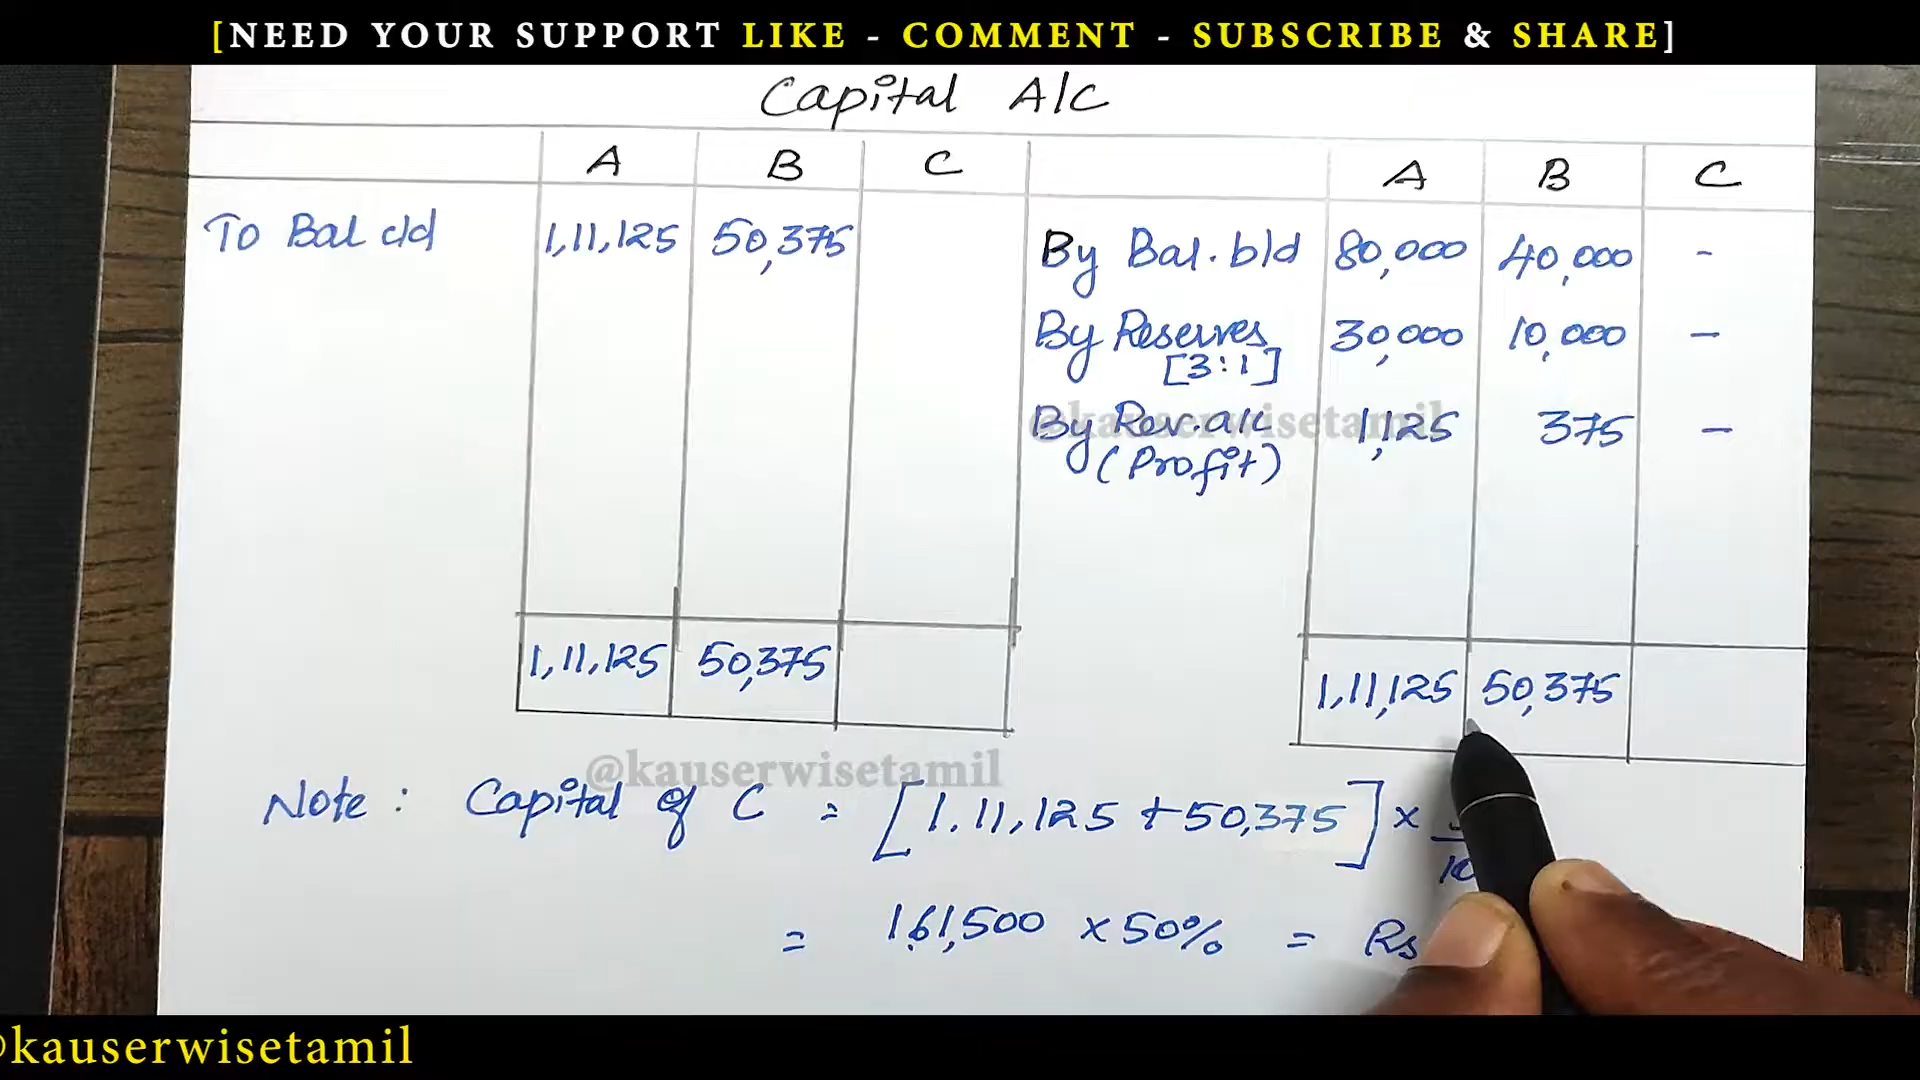 [NEED YOUR SUPPORT LIKE - COMMENT - SUBSCRIBE & SHARE]
Capital A/C
A B C A B C
To Bal c/d 1,11,125 50,375 By Bal. b/d 80,000 40,000 -
By Reserves 30,000 10,000 -
[3:1]
@kauserwisetamil
By Rev. a/c 1,125 375 -
(Profit)
1,11,125 50,375 1,11,125 50,375
@kauserwisetamil
Note : Capital of C = [1,11,125 + 50,375] ×
10
= 1,61,500 × 50% = Rs
@kauserwisetamil